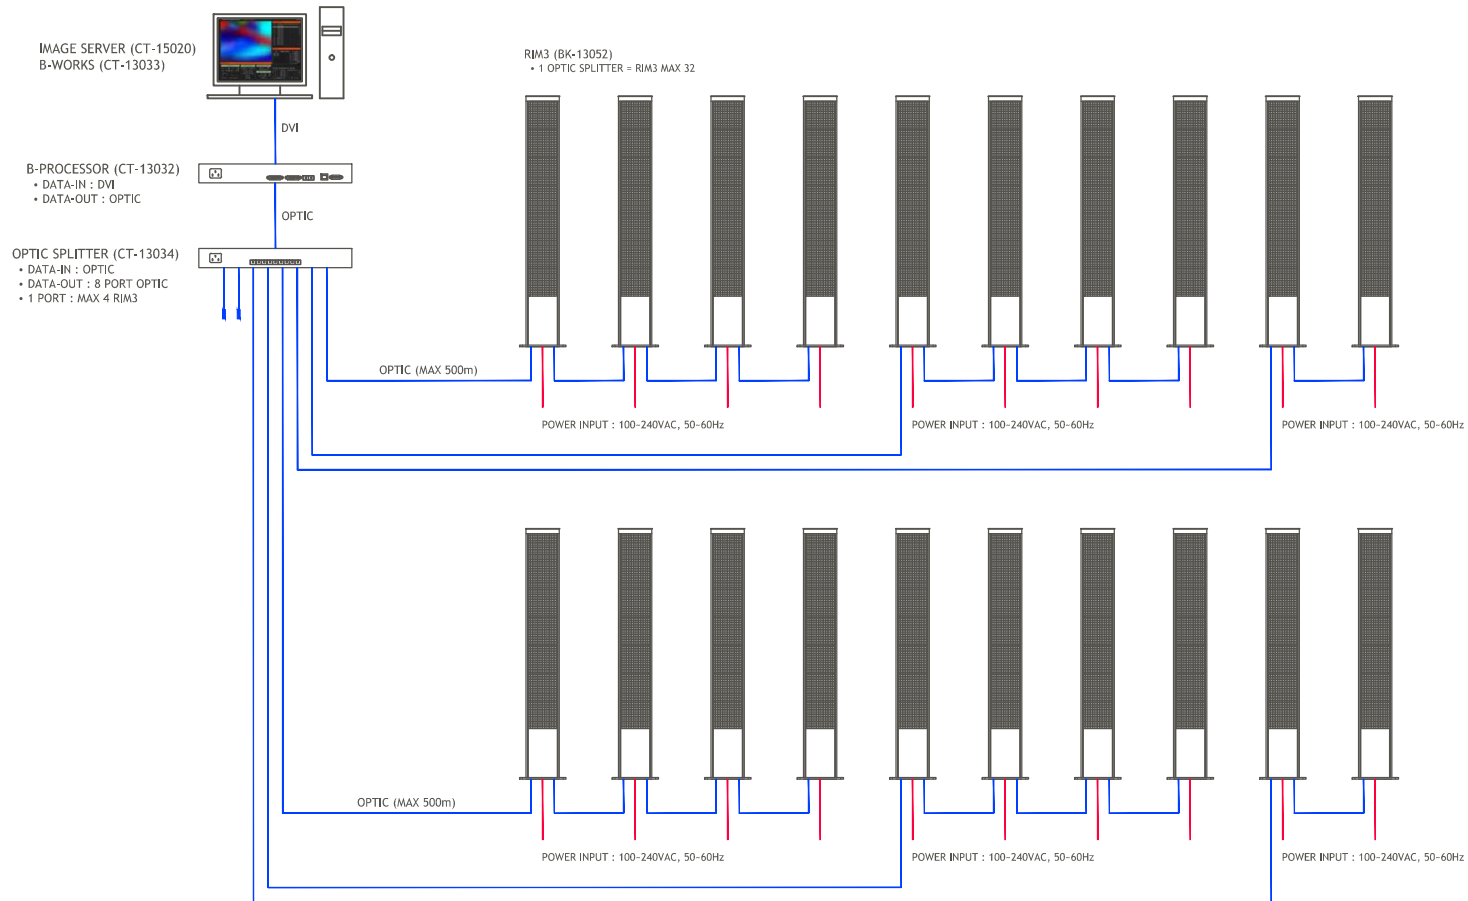 IMAGE SERVER (CT-15020)
B-WORKS (CT-13033)
DVI
B-PROCESSOR (CT-13032)
• DATA-IN : DVI
• DATA-OUT : OPTIC
OPTIC
OPTIC SPLITTER (CT-13034)
• DATA-IN : OPTIC
• DATA-OUT : 8 PORT OPTIC
• 1 PORT : MAX 4 RIM3
RIM3 (BK-13052)
• 1 OPTIC SPLITTER = RIM3 MAX 32
OPTIC (MAX 500m)
POWER INPUT : 100~240VAC, 50~60Hz
POWER INPUT : 100~240VAC, 50~60Hz
POWER INPUT : 100~240VAC, 50~60Hz
OPTIC (MAX 500m)
POWER INPUT : 100~240VAC, 50~60Hz
POWER INPUT : 100~240VAC, 50~60Hz
POWER INPUT : 100~240VAC, 50~60Hz